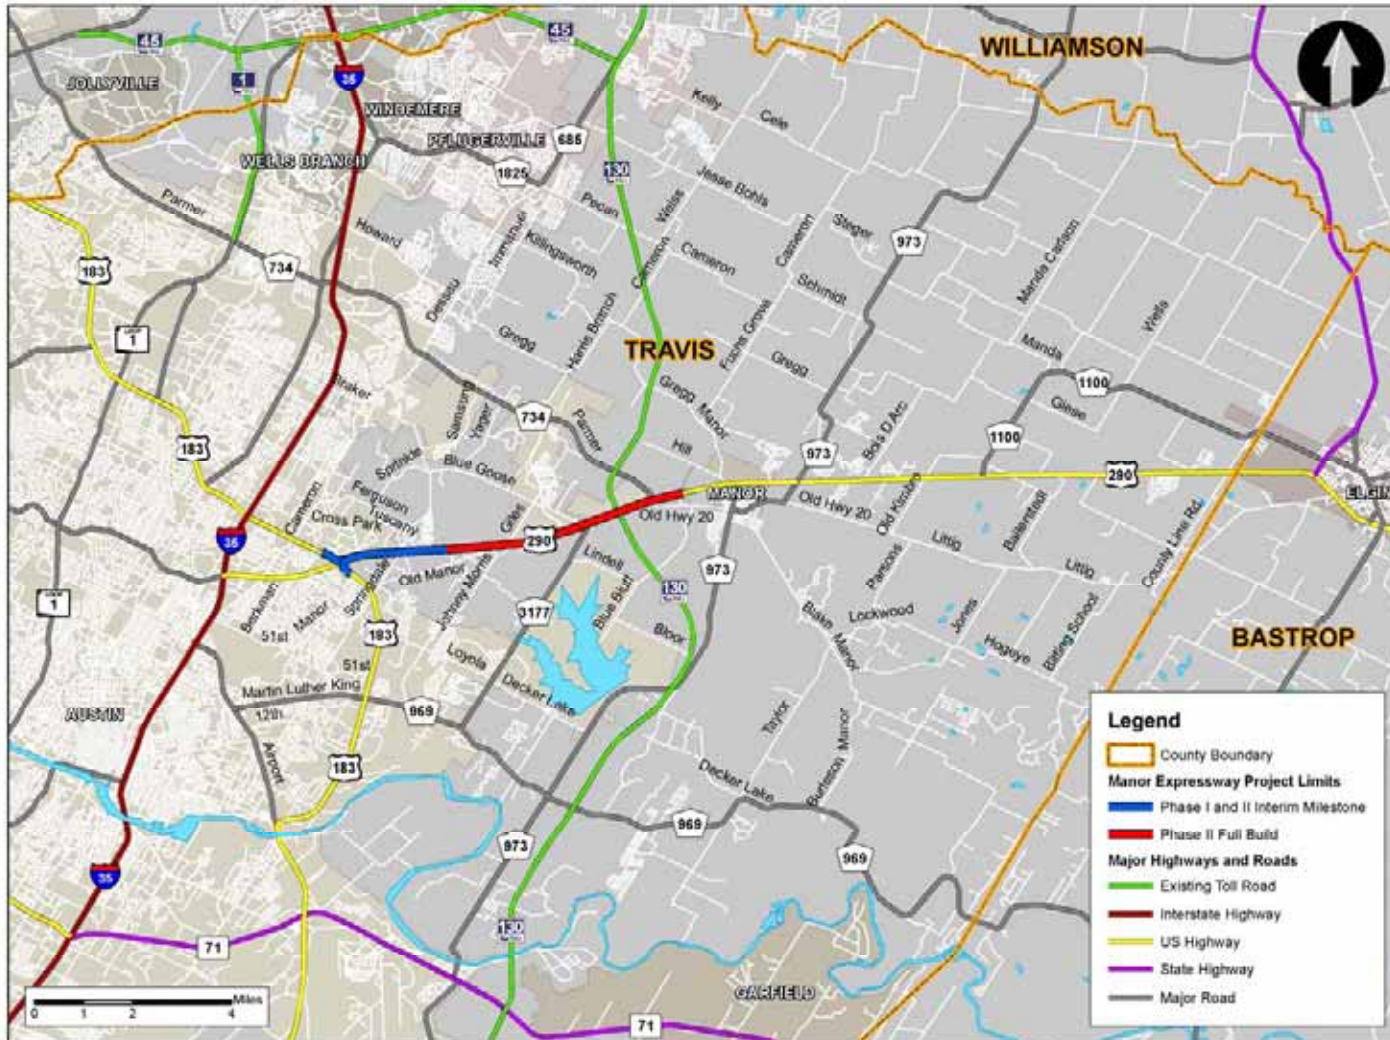 WILLIAMSON
45
45
1
35
JOLLYVILLE
WINDEMERE
PFLUGERVILLE
685
WELLS BRANCH
1825
130
Kelly
Cele
Jesse Bohls
Weiss
Pecan
Parmer
Howard
Immanuel
Killingsworth
Cameron
Cameron
Cameron
Steger
973
Manda Carlson
183
734
Dessau
Schmidt
Wells
LOOP
1
Harris Branch
TRAVIS
Fuchs Grove
Gregg
Gregg
Manda
1100
Giese
Braker
Samsung
Yager
734
Parmer
Gregg Manor
Hill
Bois D Arc
1100
183
Sprinkle
Blue Goose
973
290
Ferguson
Tuscany
Cross Park
Cameron
Giles
MANOR
Old Hwy 20
Old Hwy 20
Old Kimbro
ELGIN
35
290
Littig
Littig
County Line Rd.
Lindell
Old Manor
Johnny Morris
Springdale
Parsons
1
Berkman
Manor
51st
51st
183
3177
Blue Bluff
130
973
Bloor
Blake Manor
Lockwood
Jones
Hogeye
Bitting School
BASTROP
Loyola
Decker Lake
Martin Luther King
12th
969
AUSTIN
Airport
183
Taylor
Burleson Manor
Decker Lake
969
969
973
35
71
130
GARFIELD
71
Legend
County Boundary
Manor Expressway Project Limits
Phase I and II Interim Milestone
Phase II Full Build
Major Highways and Roads
Existing Toll Road
Interstate Highway
US Highway
State Highway
Major Road
Miles
0 1 2 4